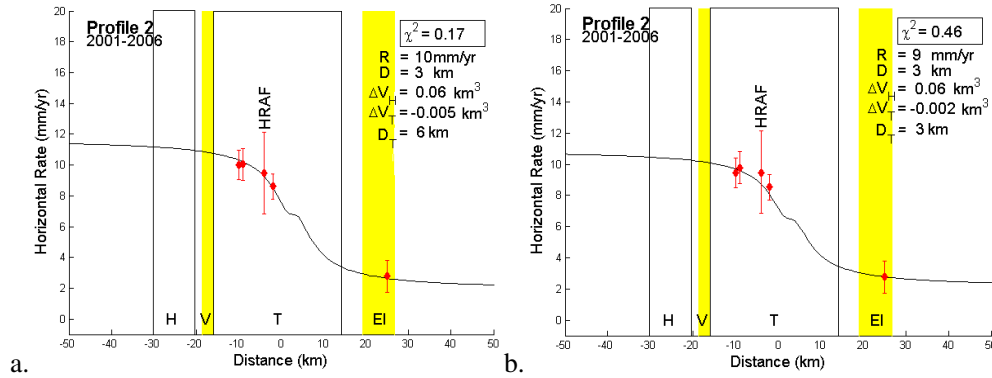 Profile 2
2001-2006
χ² = 0.17
R = 10mm/yr
D = 3 km
ΔV_H = 0.06 km³
ΔV_T = -0.005 km³
D_T = 6 km
HRAF
H V T EI
20
18
16
14
12
10
8
6
4
2
0
Horizontal Rate (mm/yr)
-50 -40 -30 -20 -10 0 10 20 30 40 50
Distance (km)
a.
Profile 2
2001-2006
χ² = 0.46
R = 9 mm/yr
D = 3 km
ΔV_H = 0.06 km³
ΔV_T = -0.002 km³
D_T = 3 km
HRAF
H V T EI
20
18
16
14
12
10
8
6
4
2
0
Horizontal Rate (mm/yr)
-50 -40 -30 -20 -10 0 10 20 30 40 50
Distance (km)
b.